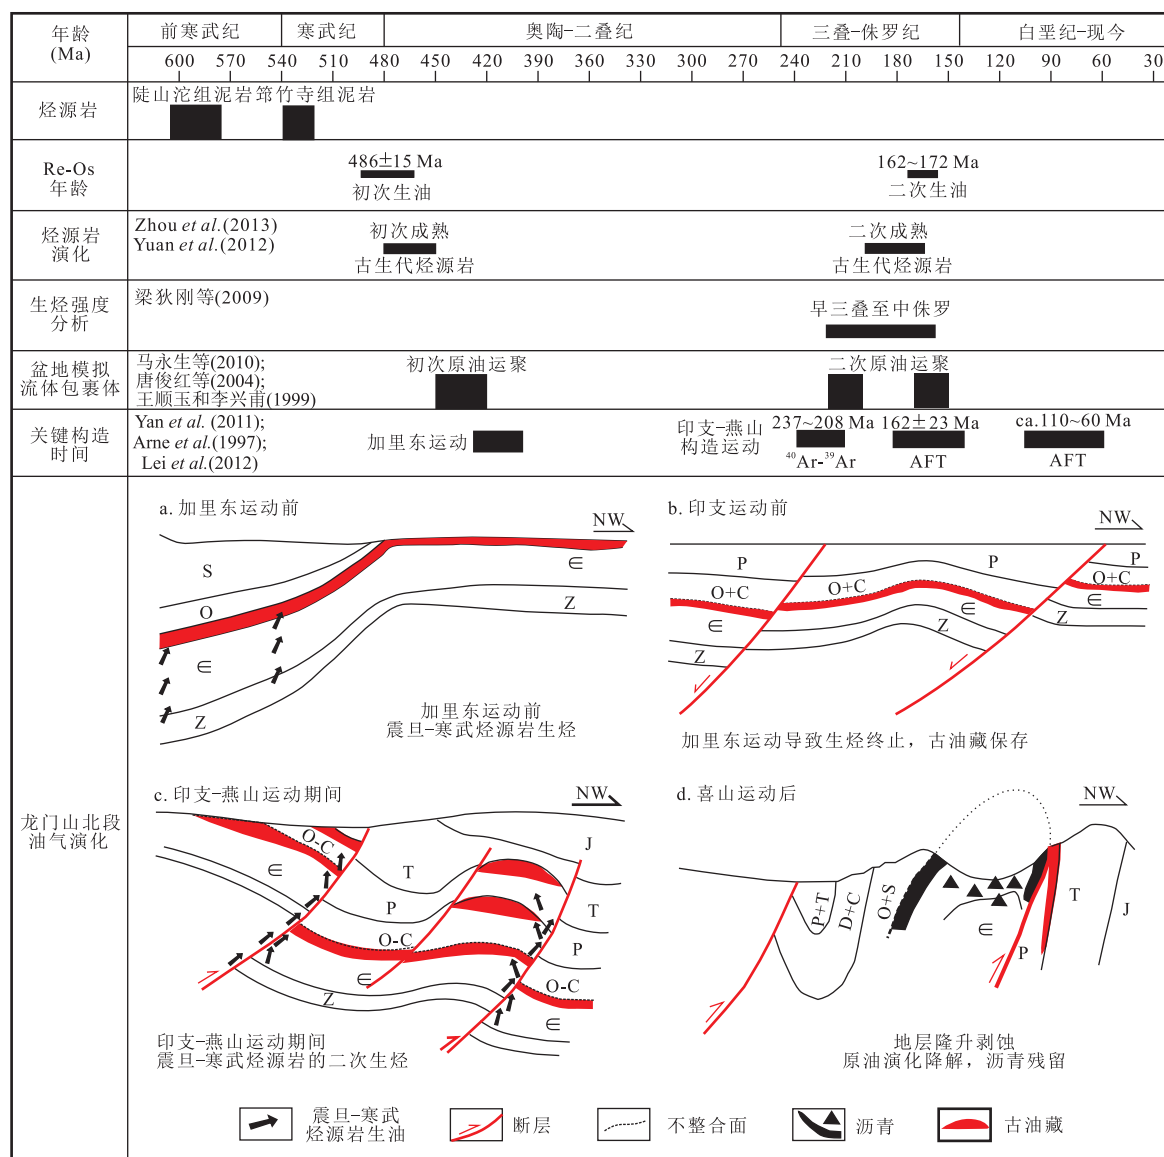 年龄
(Ma)
前寒武纪
寒武纪
奥陶-二叠纪
三叠-侏罗纪
白垩纪-现今
600 570 540 510 480 450 420 390 360 330 300 270 240 210 180 150 120 90 60 30
烃源岩
陡山沱组泥岩 筇竹寺组泥岩
Re-Os
年龄
486±15 Ma
初次生油
162~172 Ma
二次生油
烃源岩
演化
Zhou et al.(2013)
Yuan et al.(2012)
初次成熟
古生代烃源岩
二次成熟
古生代烃源岩
生烃强度
分析
梁狄刚等(2009)
早三叠至中侏罗
盆地模拟
流体包裹体
马永生等(2010);
唐俊红等(2004);
王顺玉和李兴甫(1999)
初次原油运聚
二次原油运聚
关键构造
时间
Yan et al. (2011);
Arne et al.(1997);
Lei et al.(2012)
加里东运动
印支-燕山
构造运动
237~208 Ma
40Ar-39Ar
162±23 Ma
AFT
ca.110~60 Ma
AFT
龙门山北段
油气演化
a. 加里东运动前
NW
S
O
∈
∈
Z
Z
加里东运动前
震旦-寒武烃源岩生烃
b. 印支运动前
NW
P
P
P
O+C
O+C
O+C
∈
∈
∈
Z
Z
Z
加里东运动导致生烃终止，古油藏保存
c. 印支-燕山运动期间
NW
O-C
J
T
∈
P
T
O-C
P
∈
O-C
Z
∈
印支-燕山运动期间
震旦-寒武烃源岩的二次生烃
d. 喜山运动后
NW
P+T
D+C
O+S
∈
P
T
J
地层隆升剥蚀
原油演化降解，沥青残留
震旦-寒武
烃源岩生油
断层
不整合面
沥青
古油藏